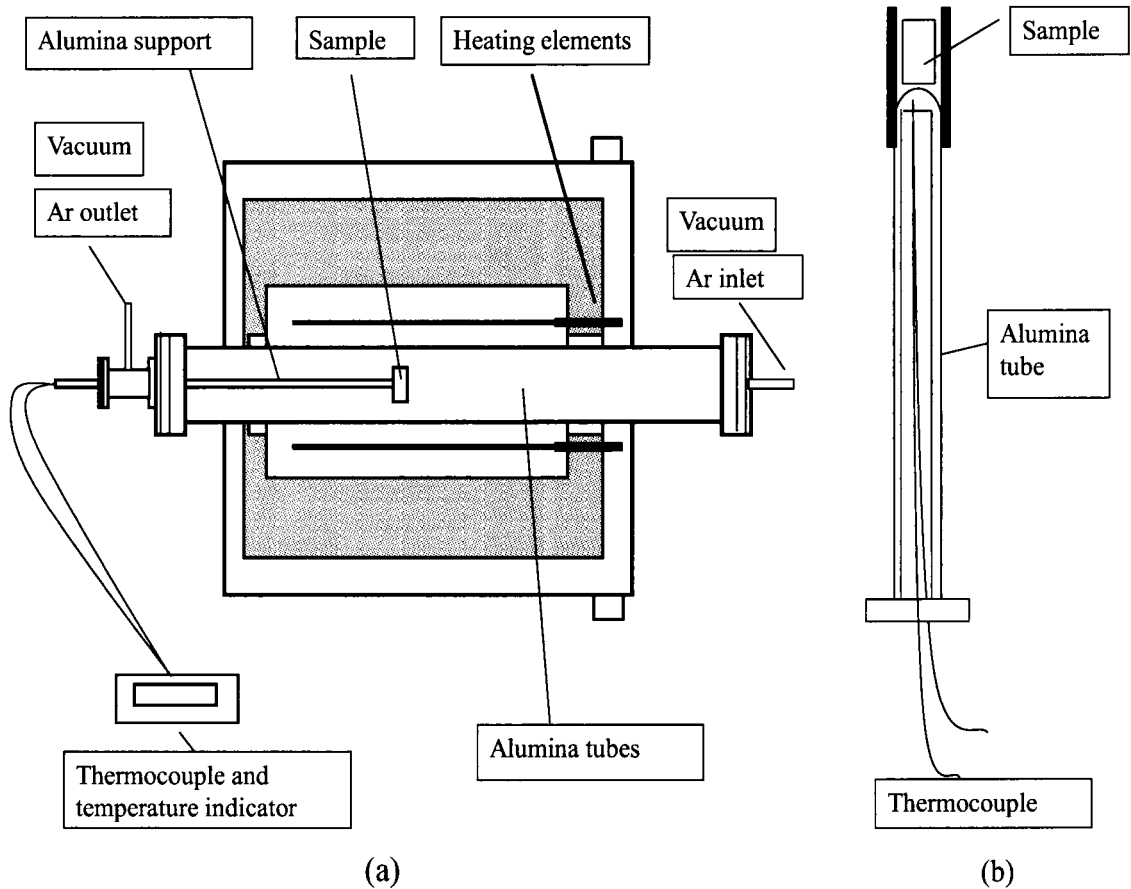 Alumina support
Sample
Heating elements
Vacuum
Ar outlet
Vacuum
Ar inlet
Thermocouple and
temperature indicator
Alumina tubes
(a)
Sample
Alumina
tube
Thermocouple
(b)